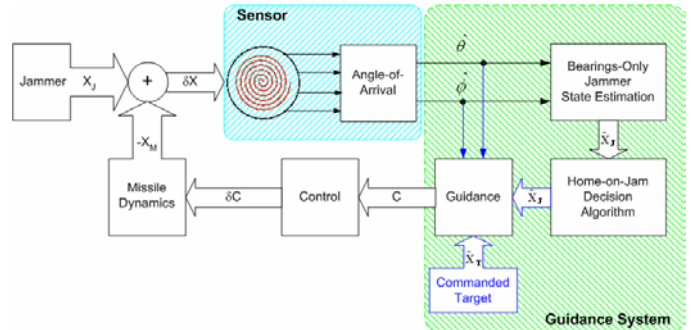 Sensor
θ̂
Jammer
X_J
+
δX
Angle-of-
Arrival
ϕ̂
Bearings-Only
Jammer
State Estimation
-X_M
X̂_J
Missile
Dynamics
δC
Control
C
Guidance
X̂_J
Home-on-Jam
Decision
Algorithm
X̂_T
Commanded
Target
Guidance System